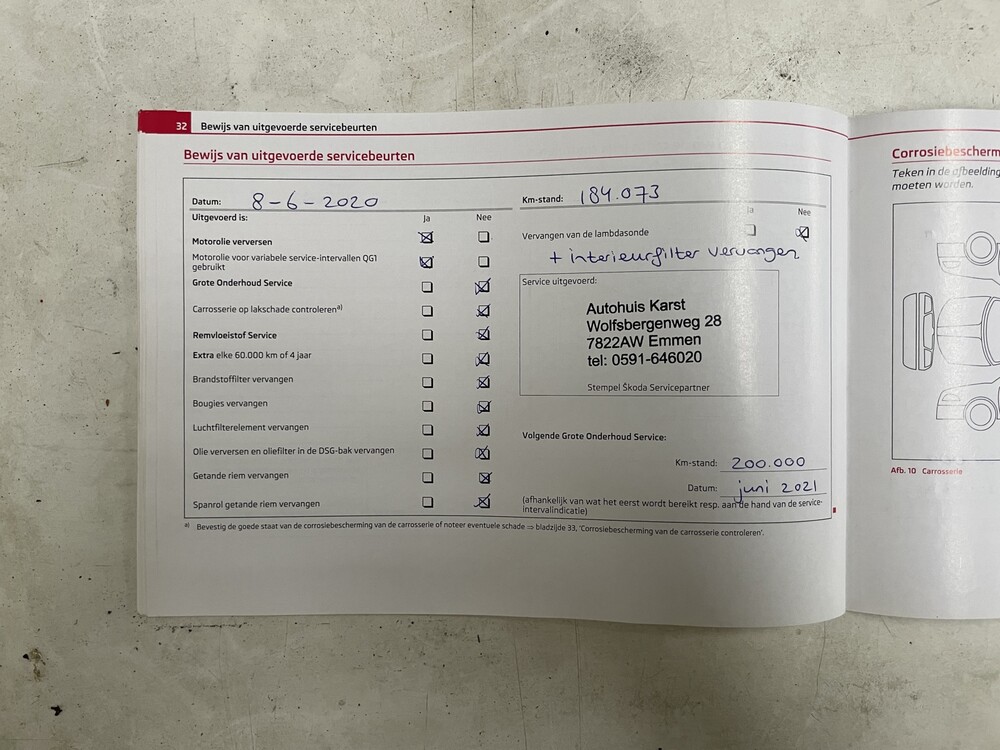 32 Bewijs van uitgevoerde servicebeurten
Bewijs van uitgevoerde servicebeurten
Datum: 8-6-2020
Uitgevoerd is: Ja Nee
Motorolie verversen
Motorolie voor variabele service-intervallen QG1
gebruikt
Grote Onderhoud Service
Carrosserie op lakschade controleren a)
Remvloeistof Service
Extra elke 60.000 km of 4 jaar
Brandstoffilter vervangen
Bougies vervangen
Luchtfilterelement vervangen
Olie verversen en oliefilter in de DSG-bak vervangen
Getande riem vervangen
Spanrol getande riem vervangen
Km-stand: 184.073
Ja Nee
Vervangen van de lambdasonde
+ interieurfilter vervangen
Service uitgevoerd:
Autohuis Karst
Wolfsbergenweg 28
7822AW Emmen
tel: 0591-646020
Stempel Škoda Servicepartner
Volgende Grote Onderhoud Service:
Km-stand: 200.000
Datum: juni 2021
(afhankelijk van wat het eerst wordt bereikt resp. aan de hand van de service-
intervalindicatie)
a) Bevestig de goede staat van de corrosiebescherming van de carrosserie of noteer eventuele schade ⇒ bladzijde 33, 'Corrosiebescherming van de carrosserie controleren'.
Corrosiebescherm
Teken in de afbeelding
moeten worden.
Afb. 10 Carrosserie